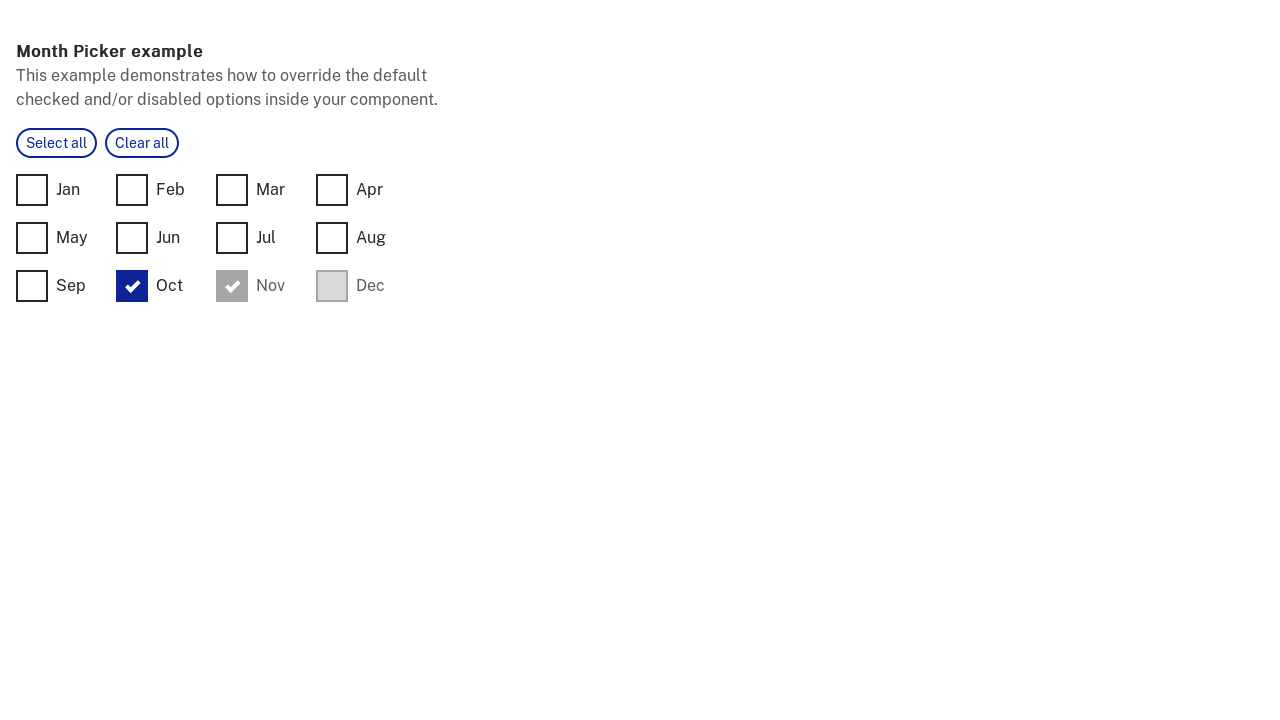 Month Picker example
This example demonstrates how to override the default
checked and/or disabled options inside your component.
Select all Clear all
Jan Feb Mar Apr
May Jun Jul Aug
Sep Oct Nov Dec